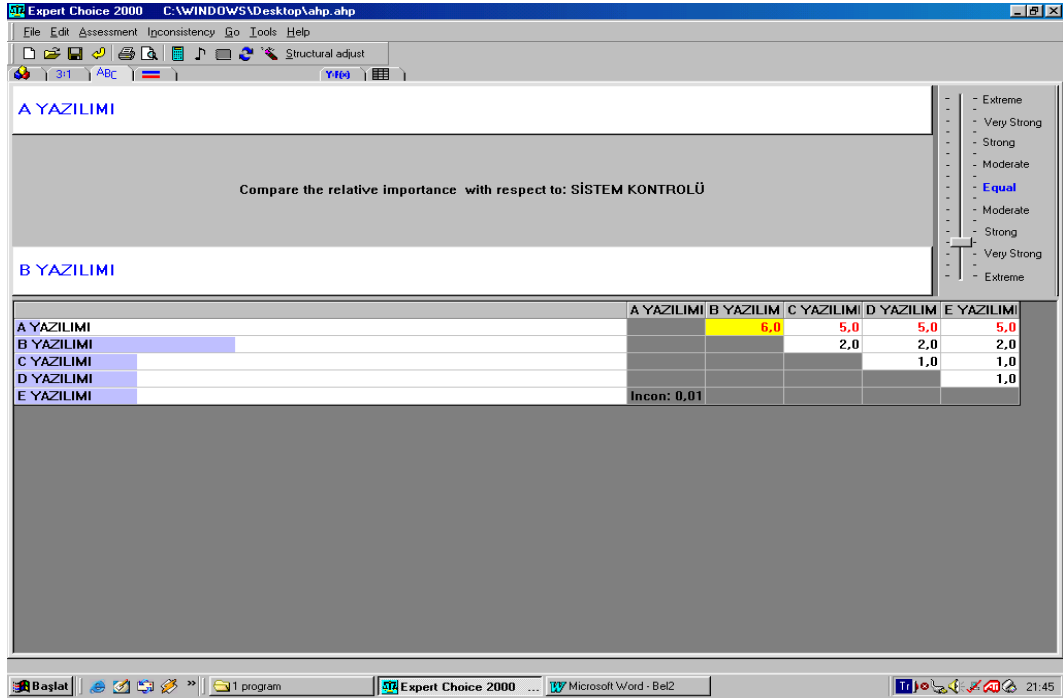 Expert Choice 2000 C:\WINDOWS\Desktop\ahp.ahp
File Edit Assessment Inconsistency Go Tools Help
Structural adjust
3:1 ABC Y=f(x)
A YAZILIMI
Compare the relative importance with respect to: SİSTEM KONTROLÜ
B YAZILIMI
Extreme
Very Strong
Strong
Moderate
Equal
Moderate
Strong
Very Strong
Extreme
A YAZILIMI B YAZILIM C YAZILIMI D YAZILIM E YAZILIMI
A YAZILIMI 6,0 5,0 5,0 5,0
B YAZILIMI 2,0 2,0 2,0
C YAZILIMI 1,0 1,0
D YAZILIMI 1,0
E YAZILIMI Incon: 0,01
Başlat » 1 program Expert Choice 2000 ... Microsoft Word - Bel2 Tr 21:45